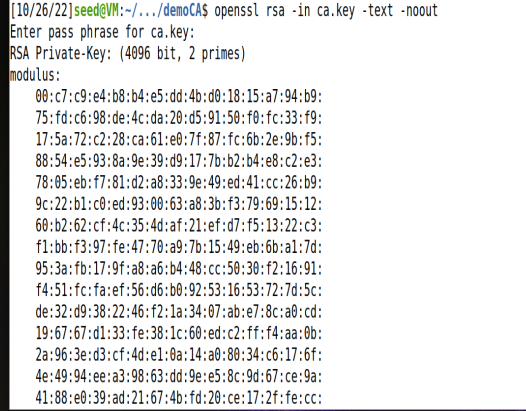 [10/26/22]seed@VM:~/.../demoCA$ openssl rsa -in ca.key -text -noout
Enter pass phrase for ca.key:
RSA Private-Key: (4096 bit, 2 primes)
modulus:
00:c7:c9:e4:b8:b4:e5:dd:4b:d0:18:15:a7:94:b9:
75:fd:c6:98:de:4c:da:20:d5:91:50:f0:fc:33:f9:
17:5a:72:c2:28:ca:61:e0:7f:87:fc:6b:2e:9b:f5:
88:54:e5:93:8a:9e:39:d9:17:7b:b2:b4:e8:c2:e3:
78:05:eb:f7:81:d2:a8:33:9e:49:ed:41:cc:26:b9:
9c:22:b1:c0:ed:93:00:63:a8:3b:f3:79:69:15:12:
60:b2:62:cf:4c:35:4d:af:21:ef:d7:f5:13:22:c3:
f1:bb:f3:97:fe:47:70:a9:7b:15:49:eb:6b:a1:7d:
95:3a:fb:17:9f:a8:a6:b4:48:cc:50:30:f2:16:91:
f4:51:fc:fa:ef:56:d6:b0:92:53:16:53:72:7d:5c:
de:32:d9:38:22:46:f2:1a:34:07:ab:e7:8c:a0:cd:
19:67:67:d1:33:fe:38:1c:60:ed:c2:ff:f4:aa:0b:
2a:96:3e:d3:cf:4d:e1:0a:14:a0:80:34:c6:17:6f:
4e:49:94:ee:a3:98:63:dd:9e:e5:8c:9d:67:ce:9a:
41:88:e0:39:ad:21:67:4b:fd:20:ce:17:2f:fe:cc: